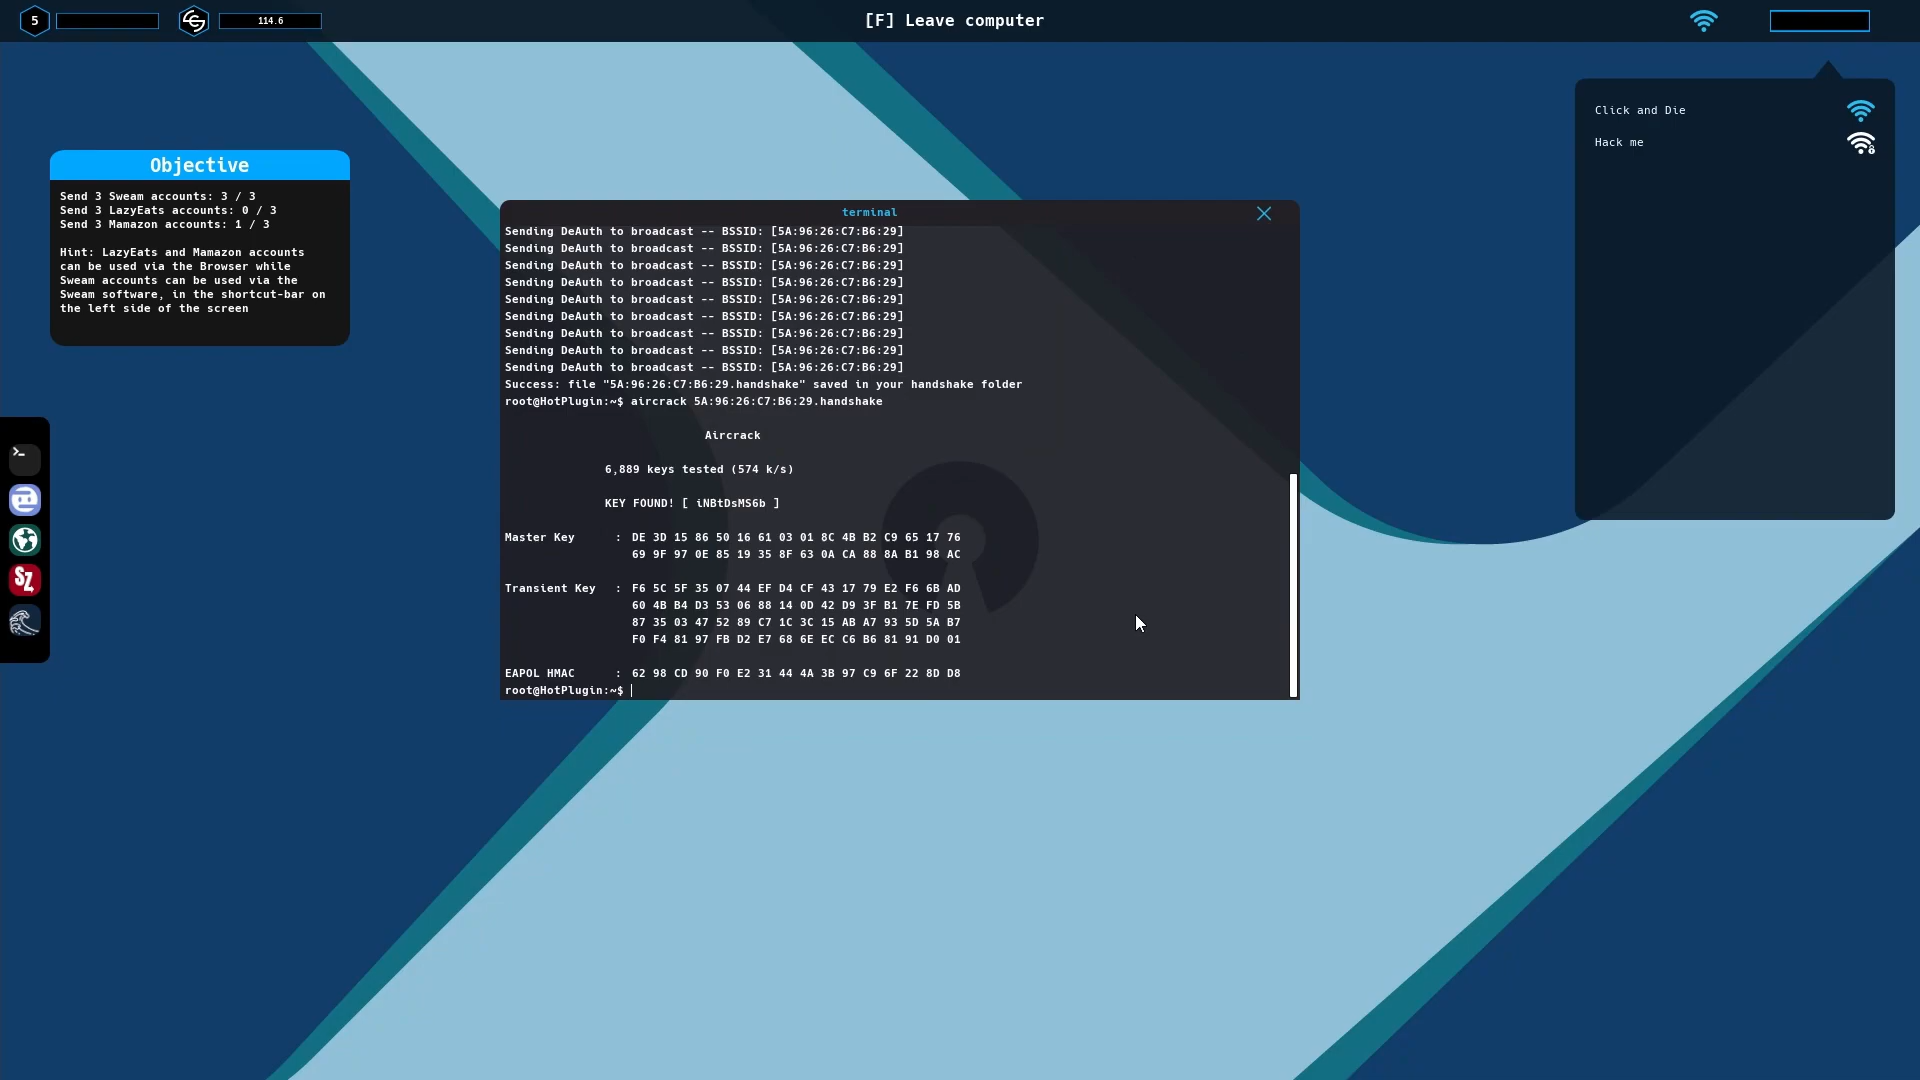 5
114.6
[F] Leave computer
Click and Die
Hack me
Objective
Send 3 Sweam accounts: 3 / 3
Send 3 LazyEats accounts: 0 / 3
Send 3 Mamazon accounts: 1 / 3
Hint: LazyEats and Mamazon accounts
can be used via the Browser while
Sweam accounts can be used via the
Sweam software, in the shortcut-bar on
the left side of the screen
terminal
Sending DeAuth to broadcast -- BSSID: [5A:96:26:C7:B6:29]
Sending DeAuth to broadcast -- BSSID: [5A:96:26:C7:B6:29]
Sending DeAuth to broadcast -- BSSID: [5A:96:26:C7:B6:29]
Sending DeAuth to broadcast -- BSSID: [5A:96:26:C7:B6:29]
Sending DeAuth to broadcast -- BSSID: [5A:96:26:C7:B6:29]
Sending DeAuth to broadcast -- BSSID: [5A:96:26:C7:B6:29]
Sending DeAuth to broadcast -- BSSID: [5A:96:26:C7:B6:29]
Sending DeAuth to broadcast -- BSSID: [5A:96:26:C7:B6:29]
Sending DeAuth to broadcast -- BSSID: [5A:96:26:C7:B6:29]
Success: file "5A:96:26:C7:B6:29.handshake" saved in your handshake folder
root@HotPlugin:~$ aircrack 5A:96:26:C7:B6:29.handshake
Aircrack
6,889 keys tested (574 k/s)
KEY FOUND! [ iNBtDsMS6b ]
Master Key : DE 3D 15 86 50 16 61 03 01 8C 4B B2 C9 65 17 76
69 9F 97 0E 85 19 35 8F 63 0A CA 88 8A B1 98 AC
Transient Key : F6 5C 5F 35 07 44 EF D4 CF 43 17 79 E2 F6 6B AD
60 4B B4 D3 53 06 88 14 0D 42 D9 3F B1 7E FD 5B
87 35 03 47 52 89 C7 1C 3C 15 AB A7 93 5D 5A B7
F0 F4 81 97 FB D2 E7 68 6E EC C6 B6 81 91 D0 01
EAPOL HMAC : 62 98 CD 90 F0 E2 31 44 4A 3B 97 C9 6F 22 8D D8
root@HotPlugin:~$
SZ